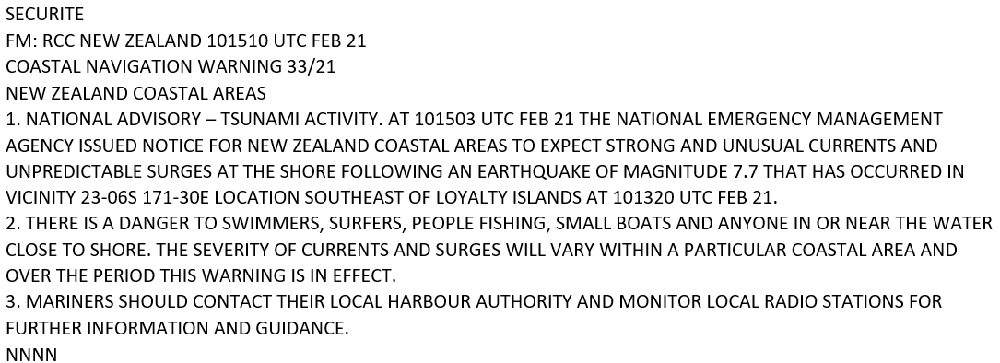 SECURITE
FM: RCC NEW ZEALAND 101510 UTC FEB 21
COASTAL NAVIGATION WARNING 33/21
NEW ZEALAND COASTAL AREAS
1. NATIONAL ADVISORY – TSUNAMI ACTIVITY. AT 101503 UTC FEB 21 THE NATIONAL EMERGENCY MANAGEMENT
AGENCY ISSUED NOTICE FOR NEW ZEALAND COASTAL AREAS TO EXPECT STRONG AND UNUSUAL CURRENTS AND
UNPREDICTABLE SURGES AT THE SHORE FOLLOWING AN EARTHQUAKE OF MAGNITUDE 7.7 THAT HAS OCCURRED IN
VICINITY 23-06S 171-30E LOCATION SOUTHEAST OF LOYALTY ISLANDS AT 101320 UTC FEB 21.
2. THERE IS A DANGER TO SWIMMERS, SURFERS, PEOPLE FISHING, SMALL BOATS AND ANYONE IN OR NEAR THE WATER
CLOSE TO SHORE. THE SEVERITY OF CURRENTS AND SURGES WILL VARY WITHIN A PARTICULAR COASTAL AREA AND
OVER THE PERIOD THIS WARNING IS IN EFFECT.
3. MARINERS SHOULD CONTACT THEIR LOCAL HARBOUR AUTHORITY AND MONITOR LOCAL RADIO STATIONS FOR
FURTHER INFORMATION AND GUIDANCE.
NNNN